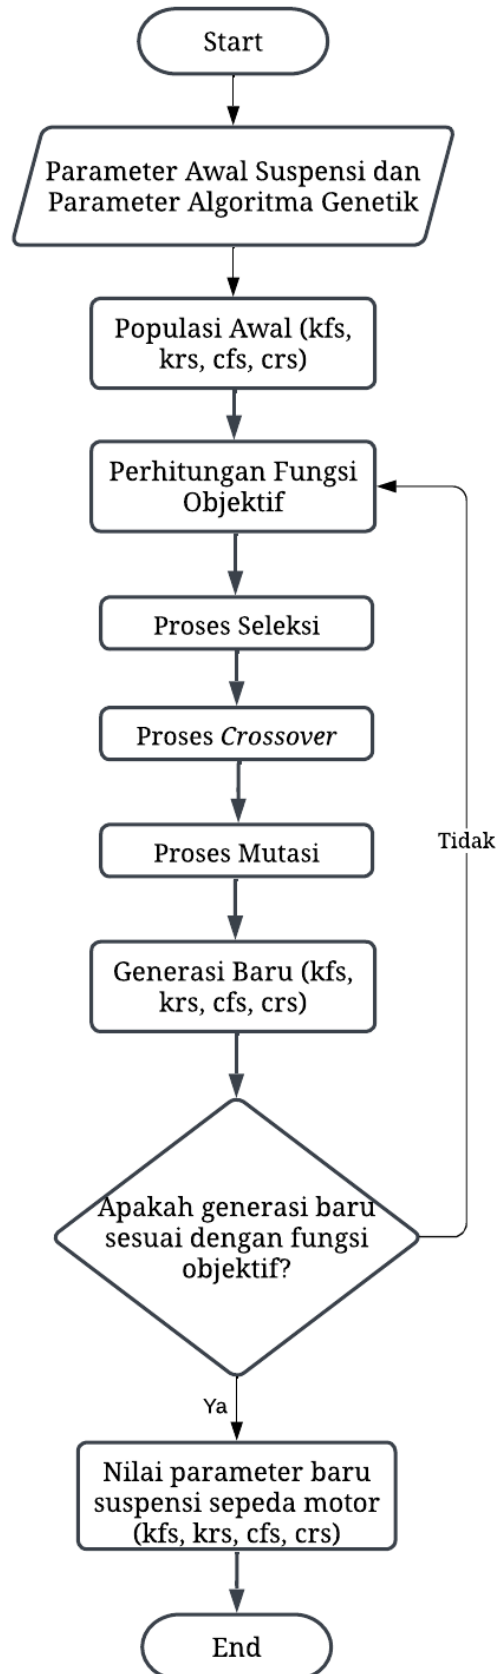 Start
Parameter Awal Suspensi dan
Parameter Algoritma Genetik
Populasi Awal (kfs,
krs, cfs, crs)
Perhitungan Fungsi
Objektif
Proses Seleksi
Proses Crossover
Proses Mutasi
Tidak
Generasi Baru (kfs,
krs, cfs, crs)
Apakah generasi baru
sesuai dengan fungsi
objektif?
Ya
Nilai parameter baru
suspensi sepeda motor
(kfs, krs, cfs, crs)
End